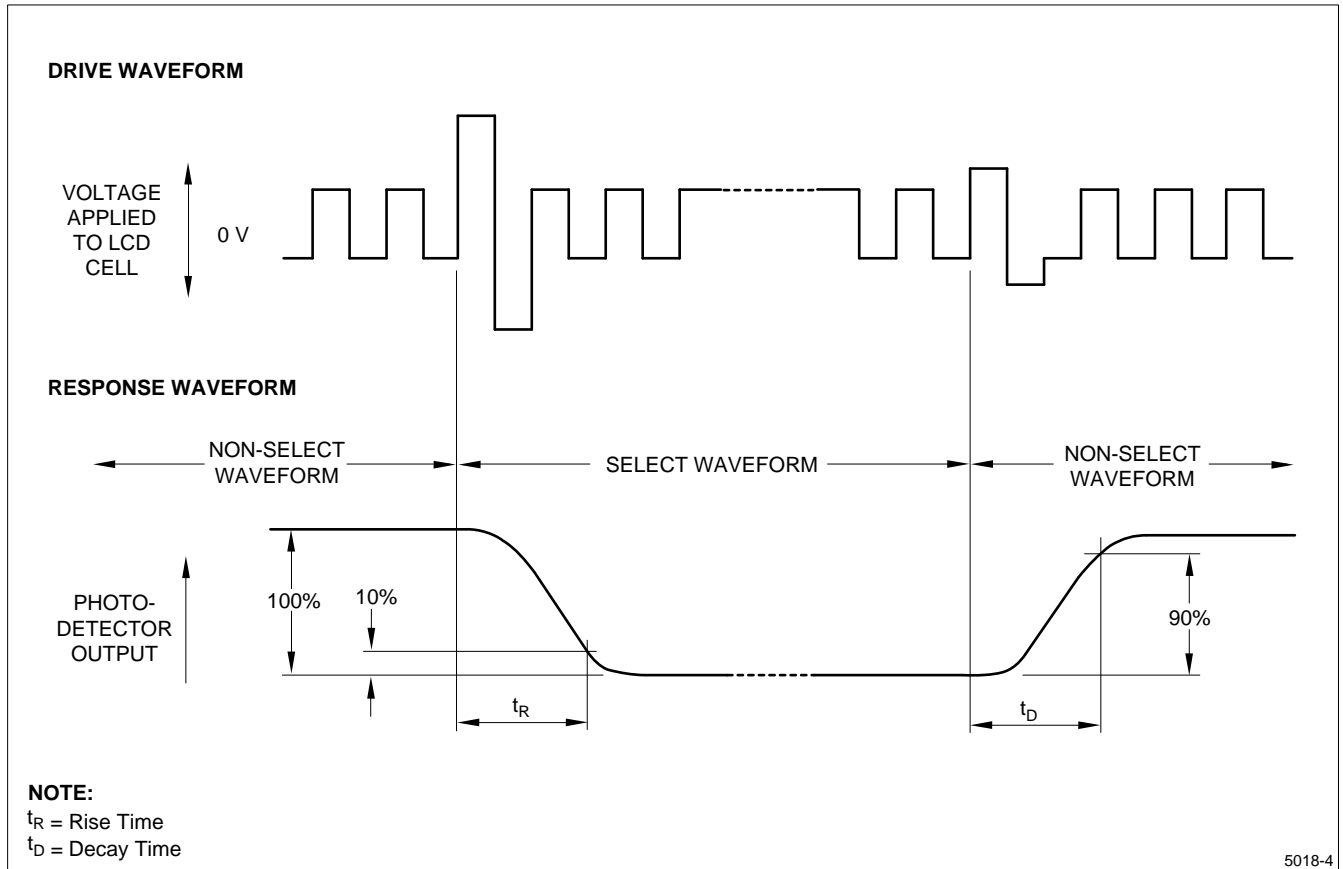 DRIVE WAVEFORM
VOLTAGE
APPLIED
TO LCD
CELL
0 V
RESPONSE WAVEFORM
NON-SELECT
WAVEFORM
SELECT WAVEFORM
NON-SELECT
WAVEFORM
PHOTO-
DETECTOR
OUTPUT
100%
10%
90%
tR
tD
NOTE:
tR = Rise Time
tD = Decay Time
5018-4